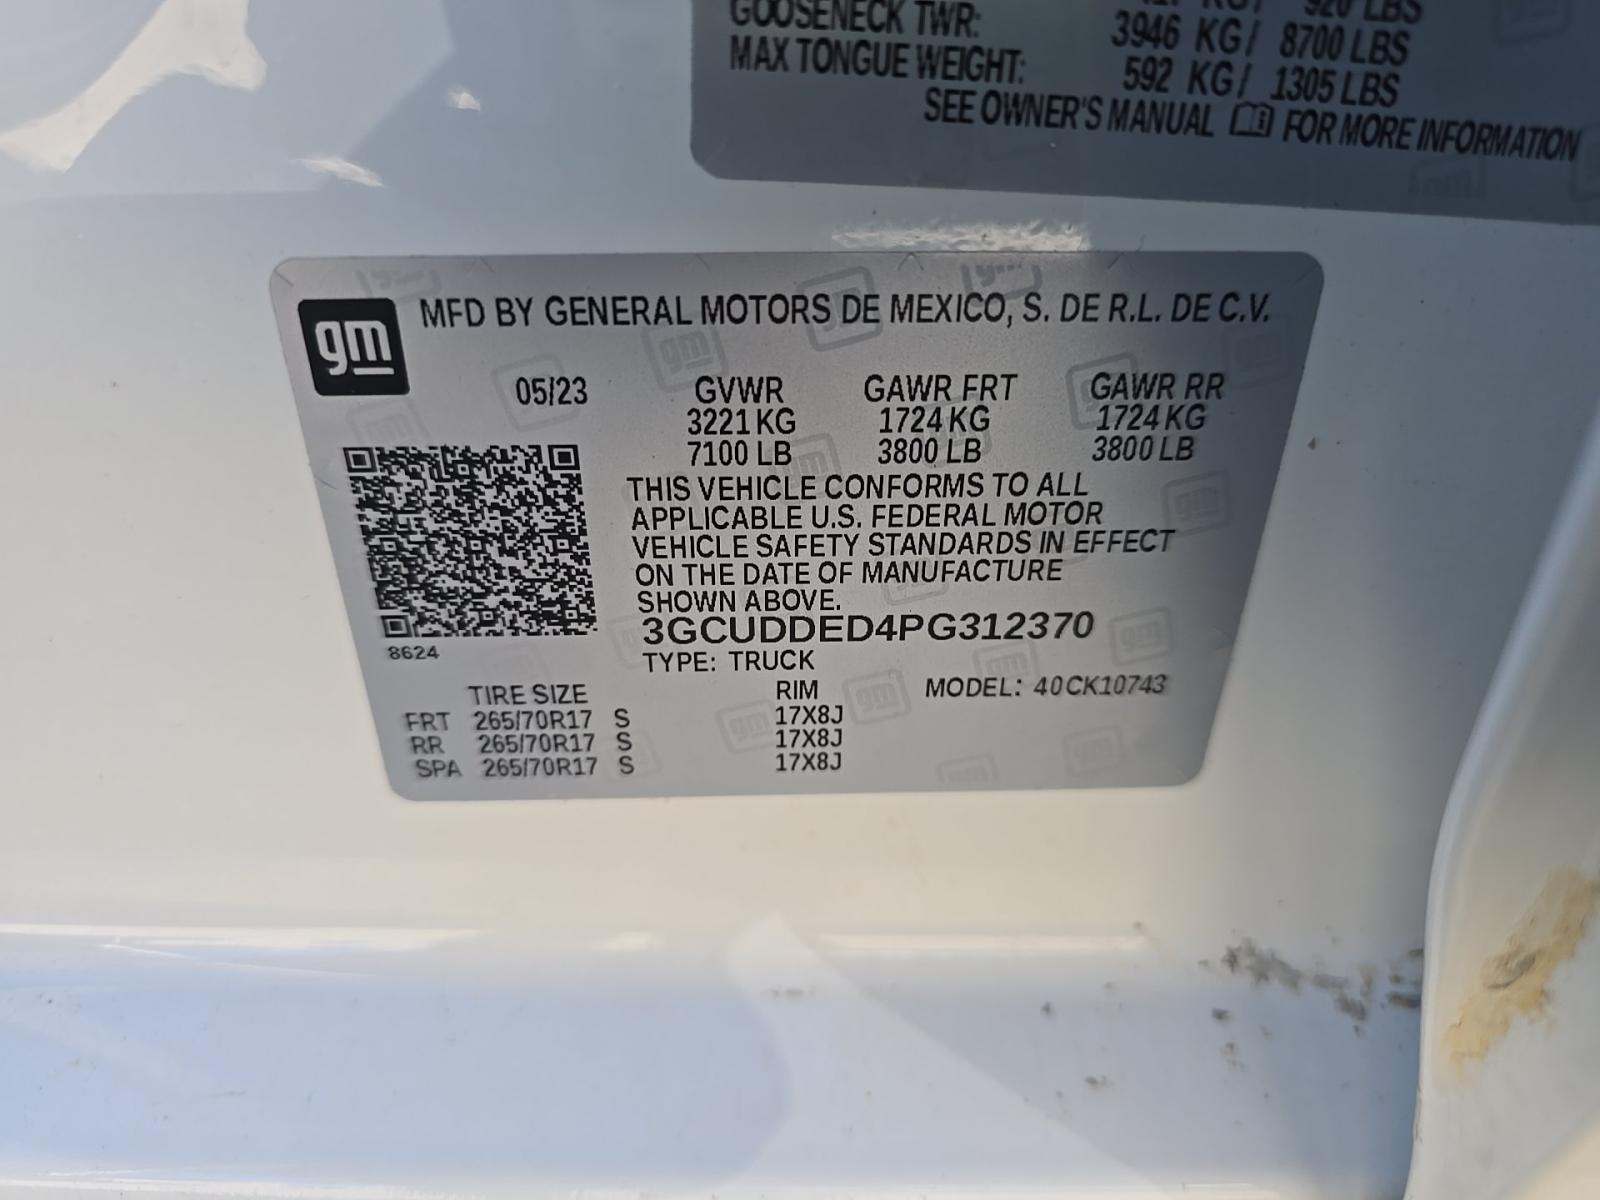 920 LBS
GOOSENECK TWR: 3946 KG/ 8700 LBS
MAX TONGUE WEIGHT: 592 KG/ 1305 LBS
SEE OWNER'S MANUAL FOR MORE INFORMATION
gm
MFD BY GENERAL MOTORS DE MEXICO, S. DE R.L. DE C.V.
05/23 GVWR GAWR FRT GAWR RR
3221 KG 1724 KG 1724 KG
7100 LB 3800 LB 3800 LB
THIS VEHICLE CONFORMS TO ALL
APPLICABLE U.S. FEDERAL MOTOR
VEHICLE SAFETY STANDARDS IN EFFECT
ON THE DATE OF MANUFACTURE
SHOWN ABOVE.
3GCUDDED4PG312370
8624
TYPE: TRUCK
TIRE SIZE RIM MODEL: 40CK10743
FRT 265/70R17 S 17X8J
RR 265/70R17 S 17X8J
SPA 265/70R17 S 17X8J